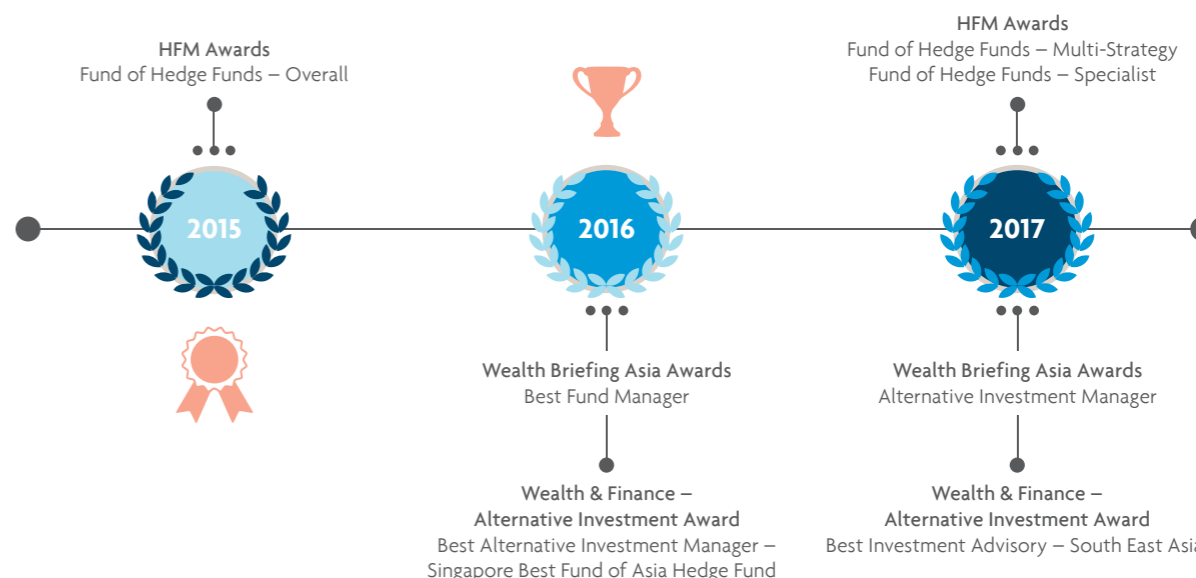 HFM Awards
Fund of Hedge Funds – Overall
2015
2016
Wealth Briefing Asia Awards
Best Fund Manager
Wealth & Finance –
Alternative Investment Award
Best Alternative Investment Manager –
Singapore Best Fund of Asia Hedge Fund
HFM Awards
Fund of Hedge Funds – Multi-Strategy
Fund of Hedge Funds – Specialist
2017
Wealth Briefing Asia Awards
Alternative Investment Manager
Wealth & Finance –
Alternative Investment Award
Best Investment Advisory – South East Asia